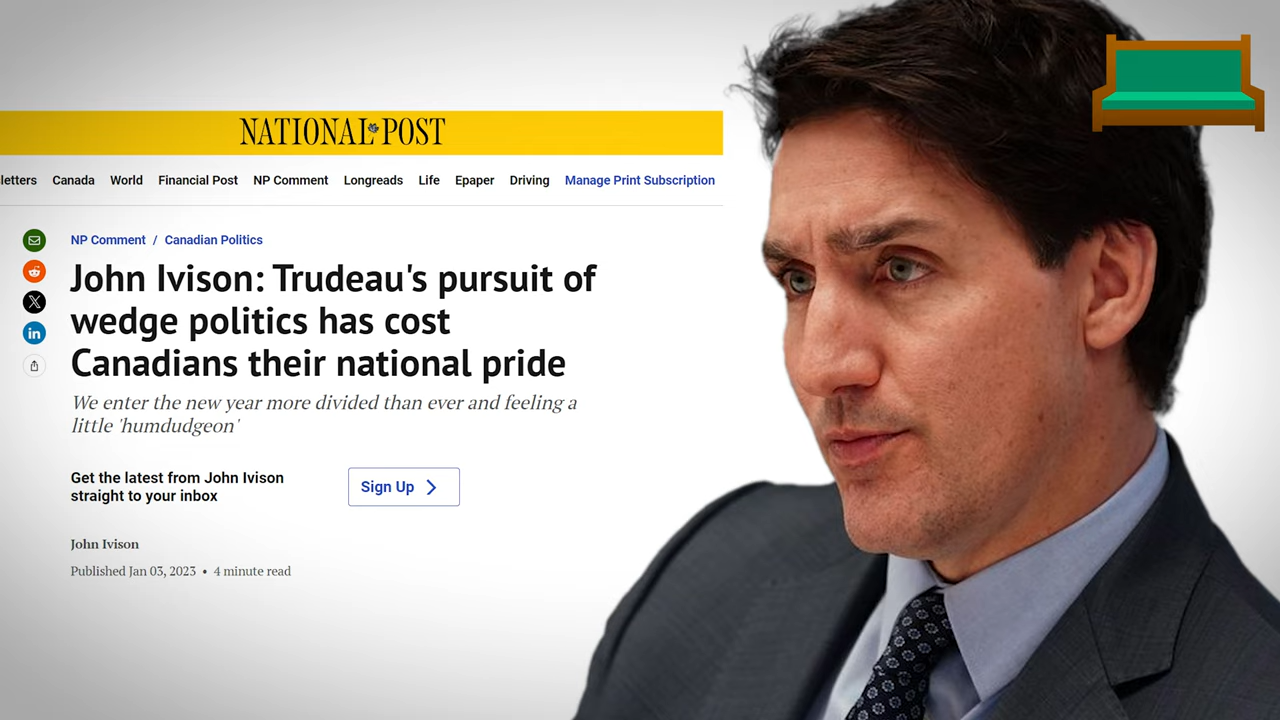 NATIONAL POST
letters Canada World Financial Post NP Comment Longreads Life Epaper Driving Manage Print Subscription
NP Comment / Canadian Politics
John Ivison: Trudeau's pursuit of
wedge politics has cost
Canadians their national pride
We enter the new year more divided than ever and feeling a
little 'humdudgeon'
Get the latest from John Ivison
straight to your inbox
Sign Up
John Ivison
Published Jan 03, 2023 • 4 minute read